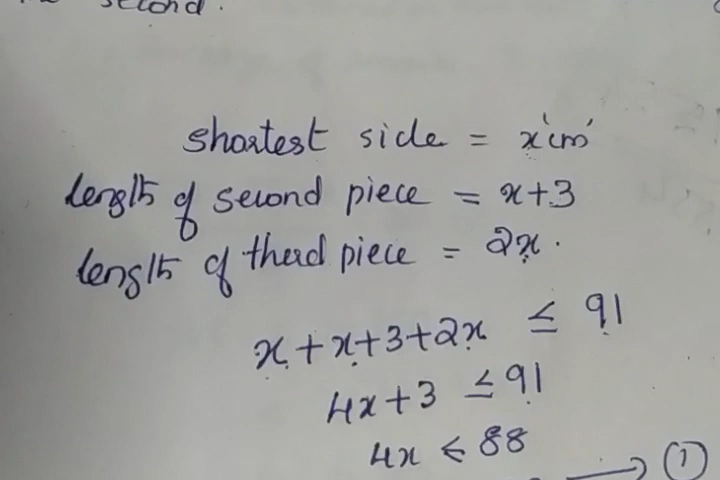 second.
shortest side = x 'cm'
length of second piece = x+3
length of third piece = 2x.
x+x+3+2x ≤ 91
4x+3 ≤ 91
4x ≤ 88
→ ①